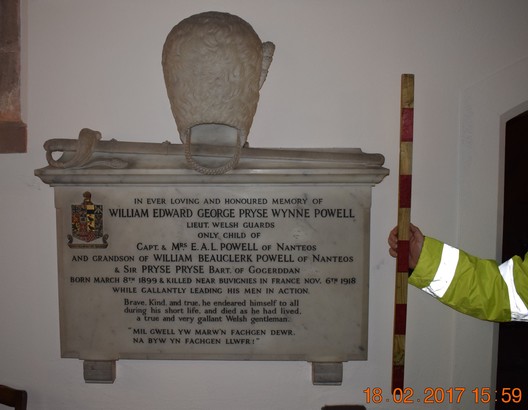 IN EVER LOVING AND HONOURED MEMORY OF
WILLIAM EDWARD GEORGE PRYSE WYNNE POWELL
LIEUT. WELSH GUARDS
ONLY CHILD OF
CAPT. & MRS E.A.L. POWELL OF NANTEOS
AND GRANDSON OF WILLIAM BEAUCLERK POWELL OF NANTEOS
& SIR PRYSE PRYSE BART. OF GOGERDDAN
BORN MARCH 8TH 1899 & KILLED NEAR BUVIGNIES IN FRANCE NOV. 6TH 1918
WHILE GALLANTLY LEADING HIS MEN IN ACTION.
Brave, Kind, and true, he endeared himself to all
during his short life, and died as he had lived,
a true and very gallant Welsh gentleman.
"MIL GWELL YW MARWN FACHGEN DEWR,
NA BYW YN FACHGEN LLWFR!"
18.02.2017 15:59